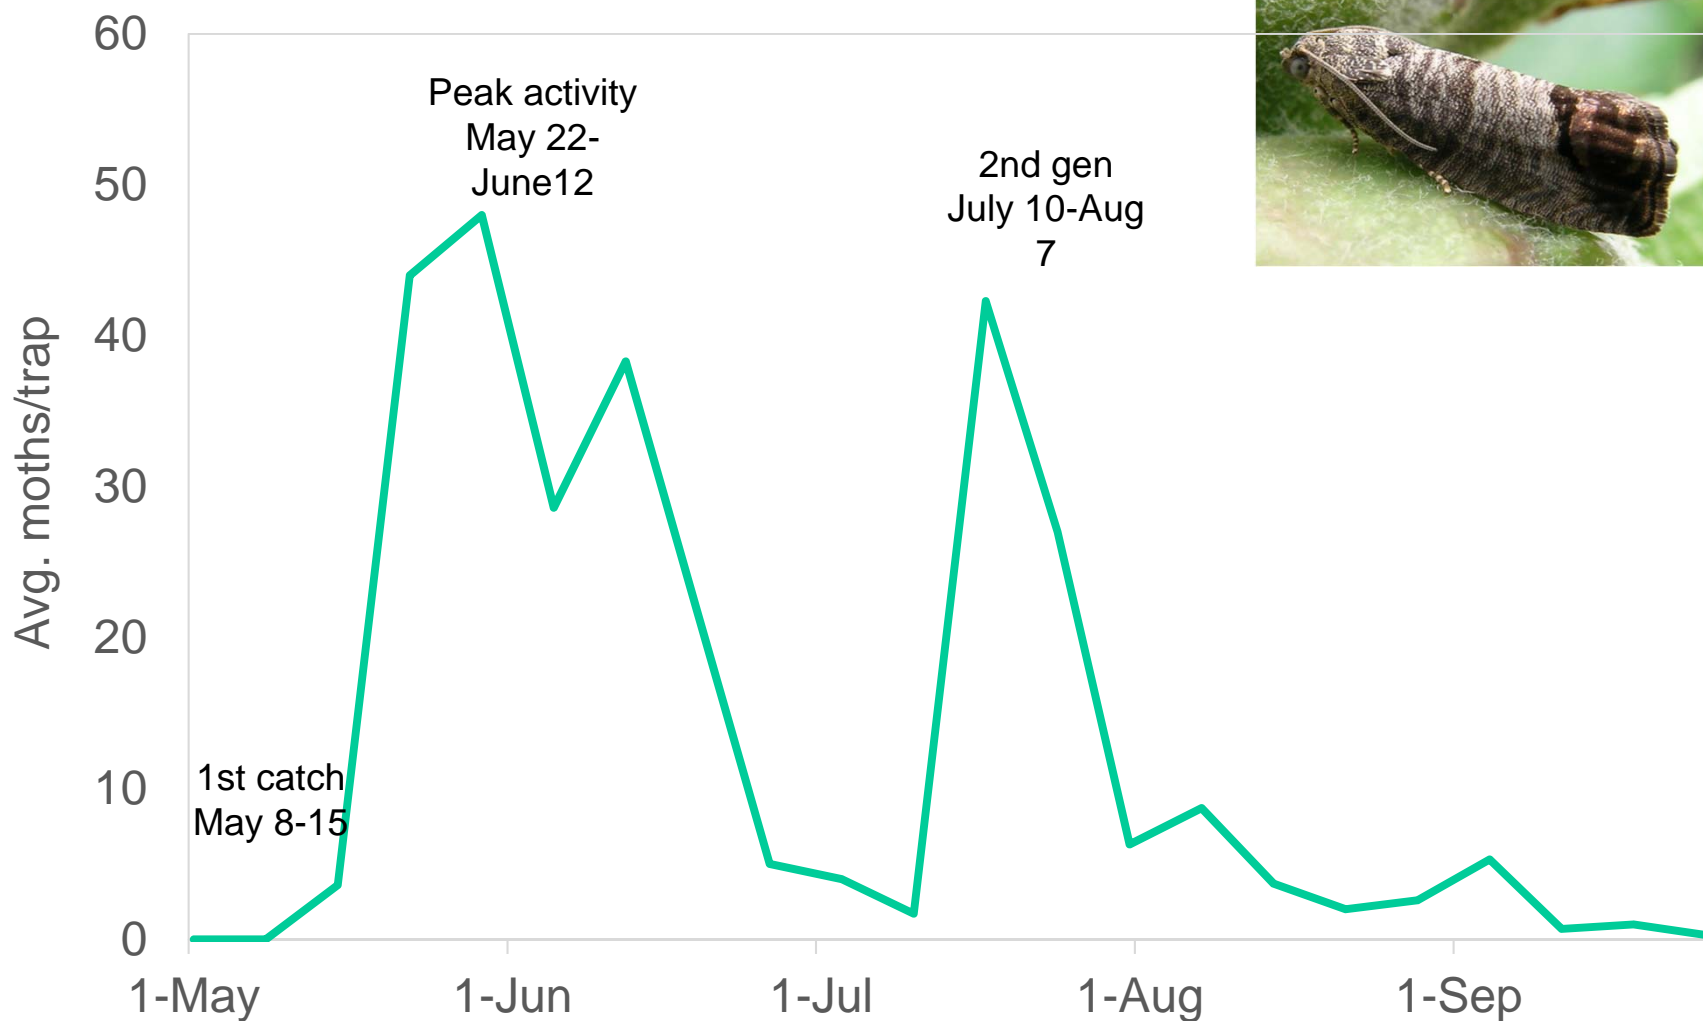 60
50
40
30
20
10
0
Avg. moths/trap
Peak activity
May 22-
June12
2nd gen
July 10-Aug
7
1st catch
May 8-15
1-May
1-Jun
1-Jul
1-Aug
1-Sep